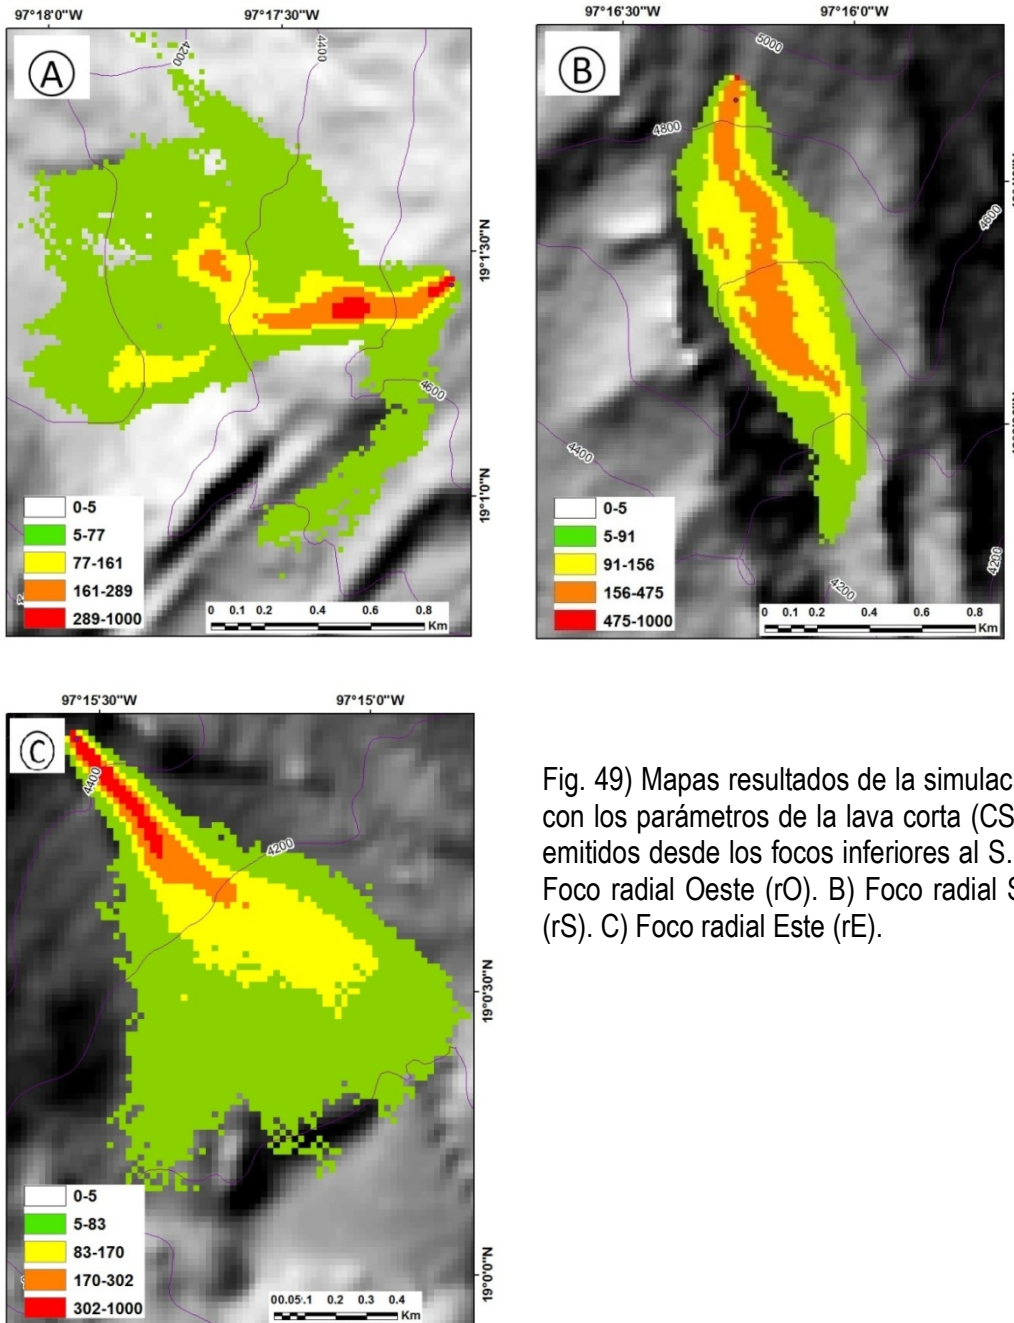 97°18'0"W
97°17'30"W
A
4200
4400
19°1'30"N
4600
19°1'0"N
0-5
5-77
77-161
161-289
289-1000
0 0.1 0.2 0.4 0.6 0.8
Km
97°16'30"W
97°16'0"W
B
5000
4800
4600
4400
4200
4200
0-5
5-91
91-156
156-475
475-1000
0 0.1 0.2 0.4 0.6 0.8
Km
97°15'30"W
97°15'0"W
C
4400
4200
19°0'30"N
19°0'0"N
0-5
5-83
83-170
170-302
302-1000
00.05.1 0.2 0.3 0.4
Km
Fig. 49) Mapas resultados de la simulac
con los parámetros de la lava corta (CS
emitidos desde los focos inferiores al S.
Foco radial Oeste (rO). B) Foco radial S
(rS). C) Foco radial Este (rE).